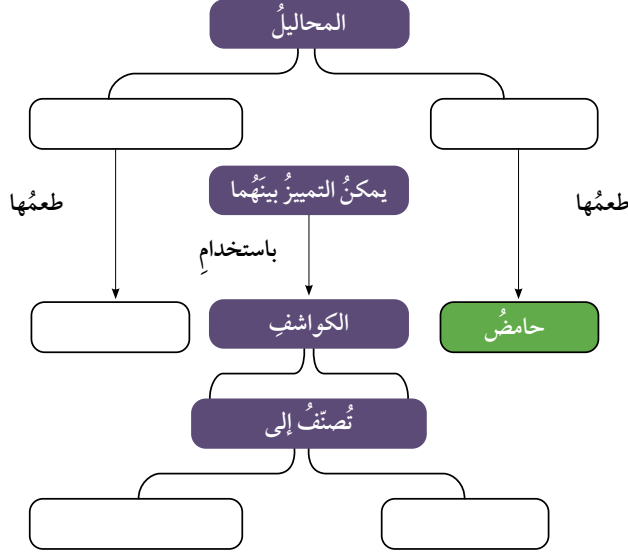 المحاليلُ
يمكنُ التمييزُ بينَهُما
طعمُها
طعمُها
باستخدامِ
حامضُ
الكواشفِ
تُصنّفُ إلى